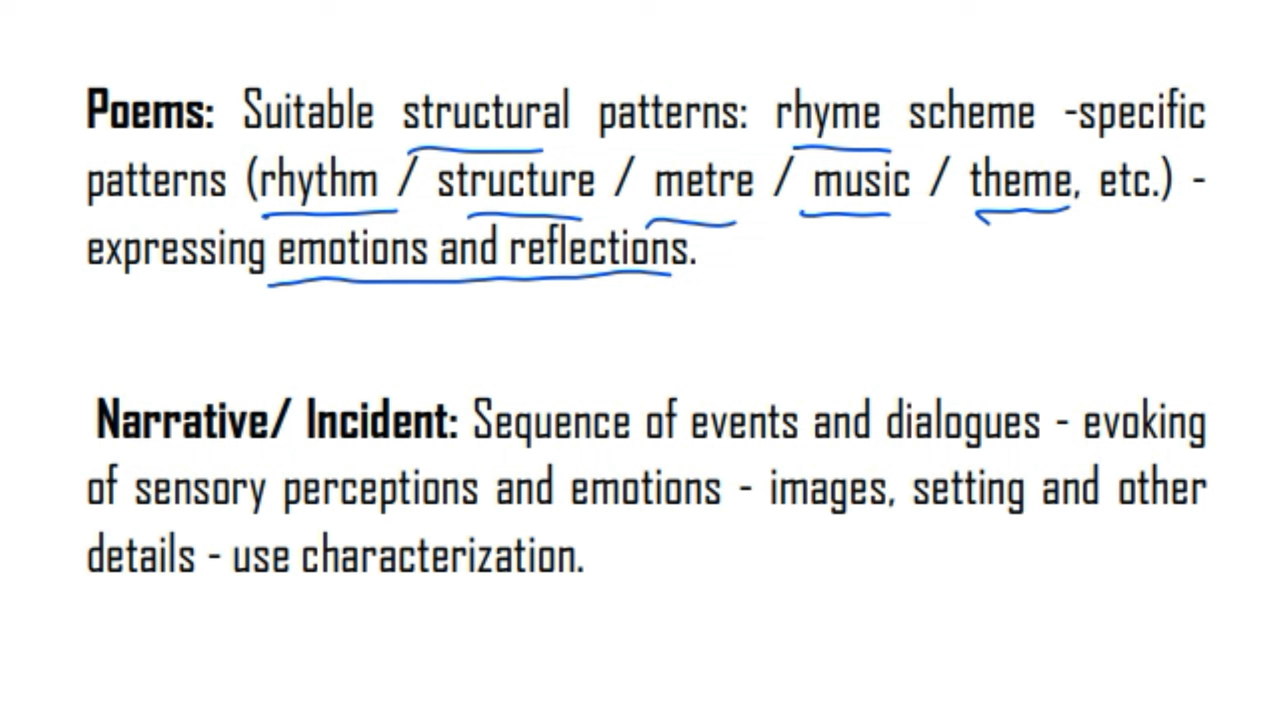 Poems: Suitable structural patterns: rhyme scheme -specific
patterns (rhythm / structure / metre / music / theme, etc.) -
expressing emotions and reflections.
Narrative/ Incident: Sequence of events and dialogues - evoking
of sensory perceptions and emotions - images, setting and other
details - use characterization.